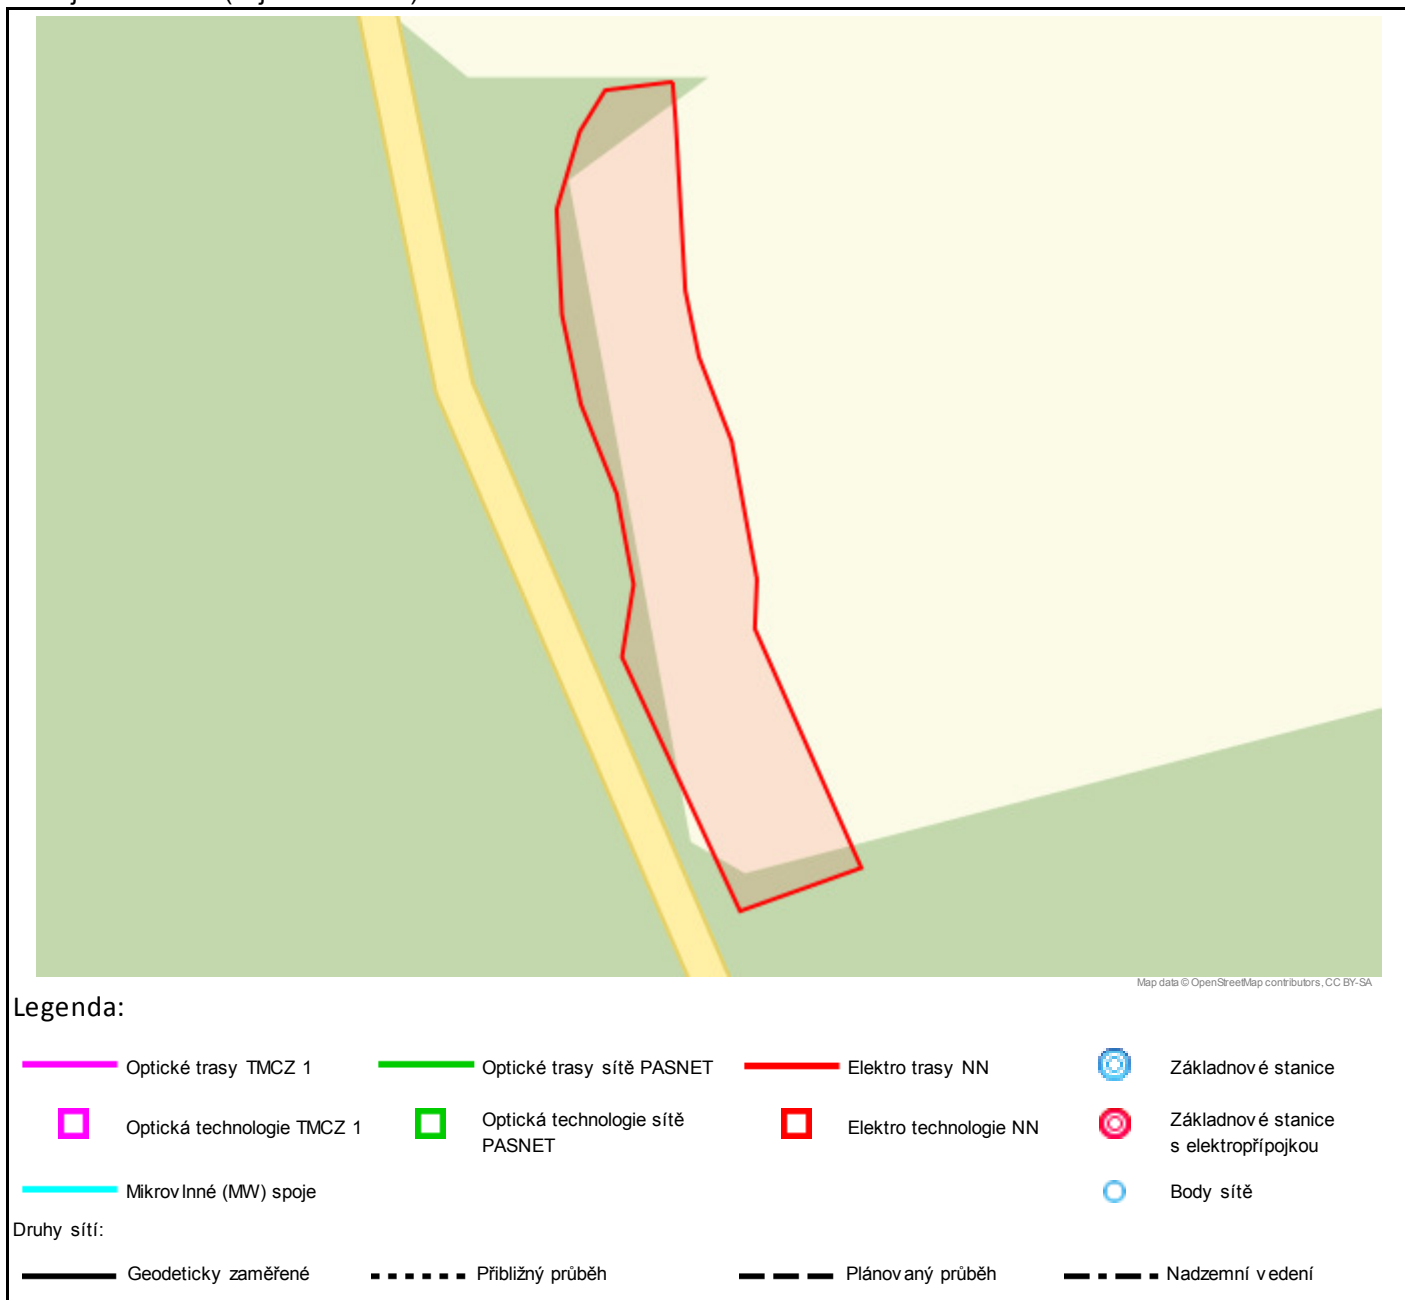 Map data © OpenStreetMap contributors, CC BY-SA
Legenda:
Optické trasy TMCZ 1
Optické trasy sítě PASNET
Elektro trasy NN
Základnové stanice
Optická technologie TMCZ 1
Optická technologie sítě
PASNET
Elektro technologie NN
Základnové stanice
s elektropřípojkou
Mikrovlnné (MW) spoje
Body sítě
Druhy sítí:
Geodeticky zaměřené
Přibližný průběh
Plánovaný průběh
Nadzemní vedení